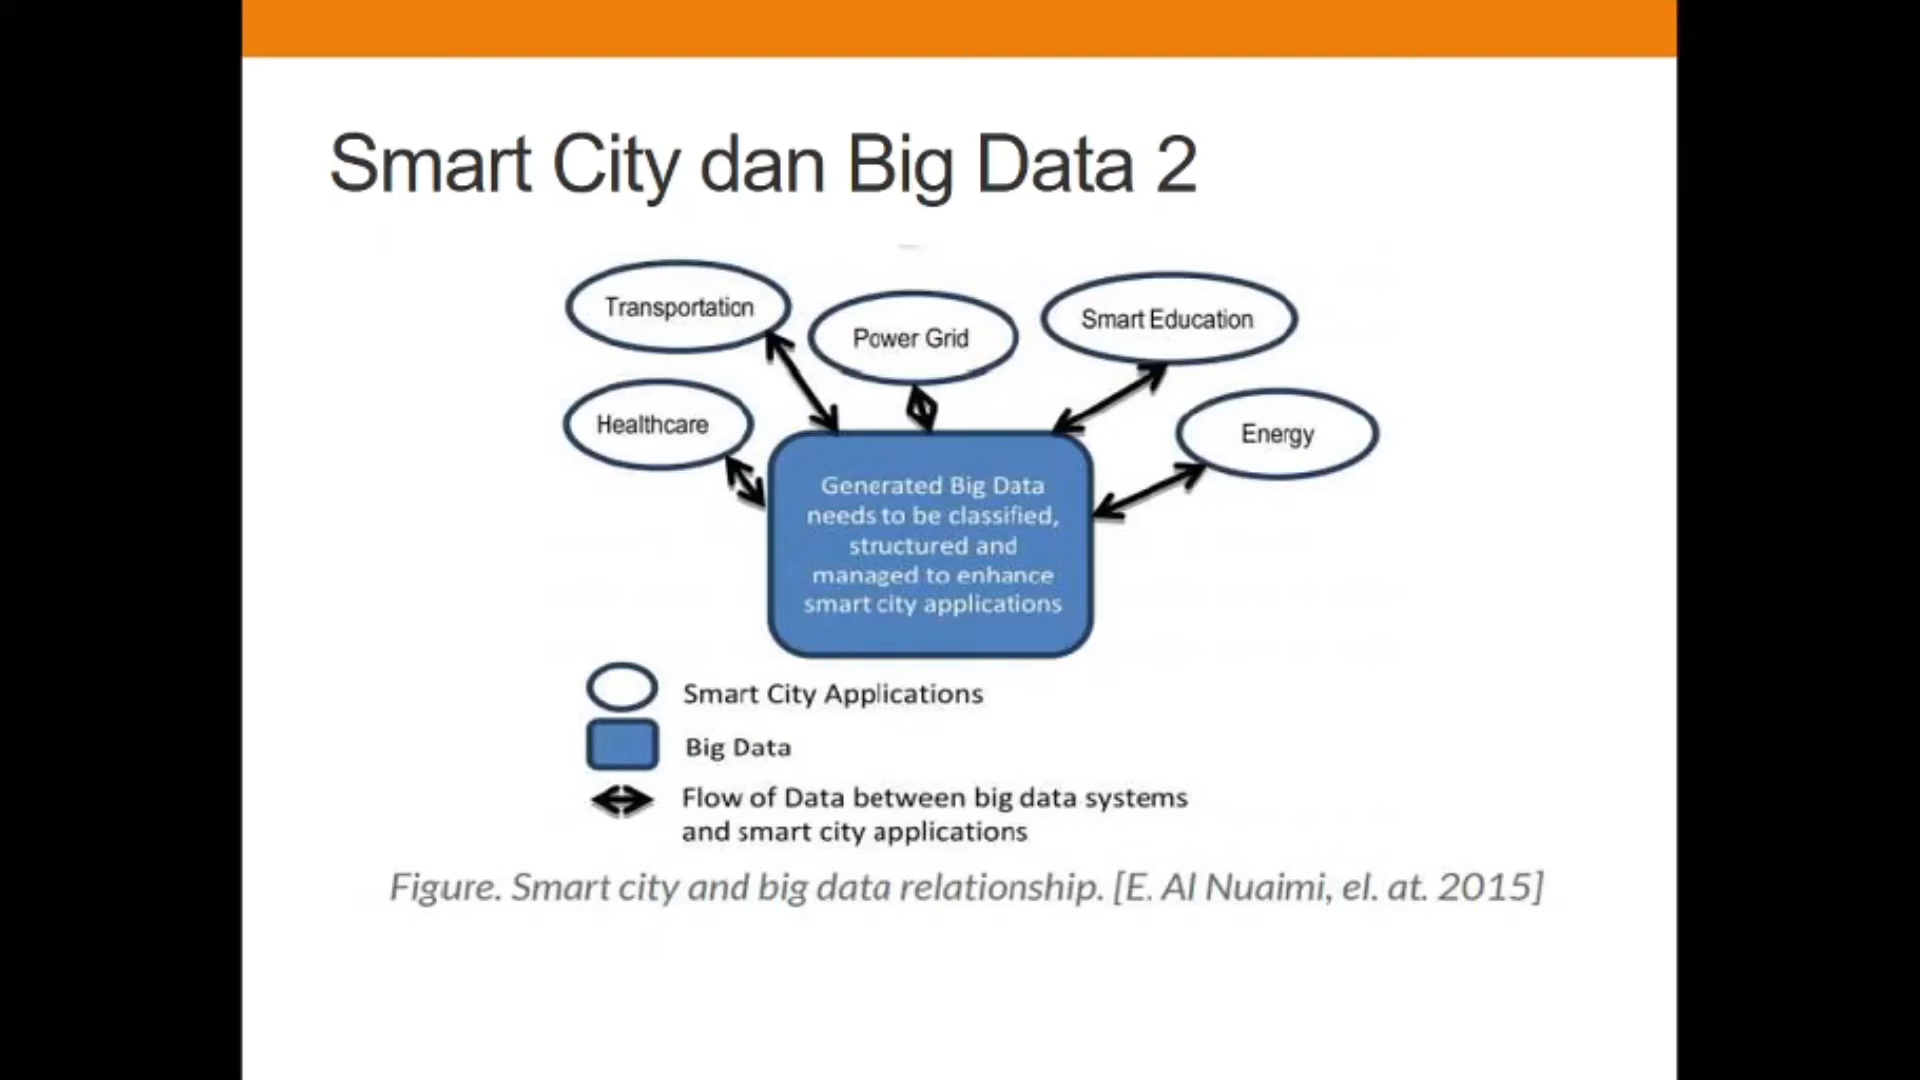 Smart City dan Big Data 2
Transportation
Power Grid
Smart Education
Healthcare
Energy
Generated Big Data
needs to be classified,
structured and
managed to enhance
smart city applications
Smart City Applications
Big Data
Flow of Data between big data systems
and smart city applications
Figure. Smart city and big data relationship. [E. Al Nuaimi, el. at. 2015]